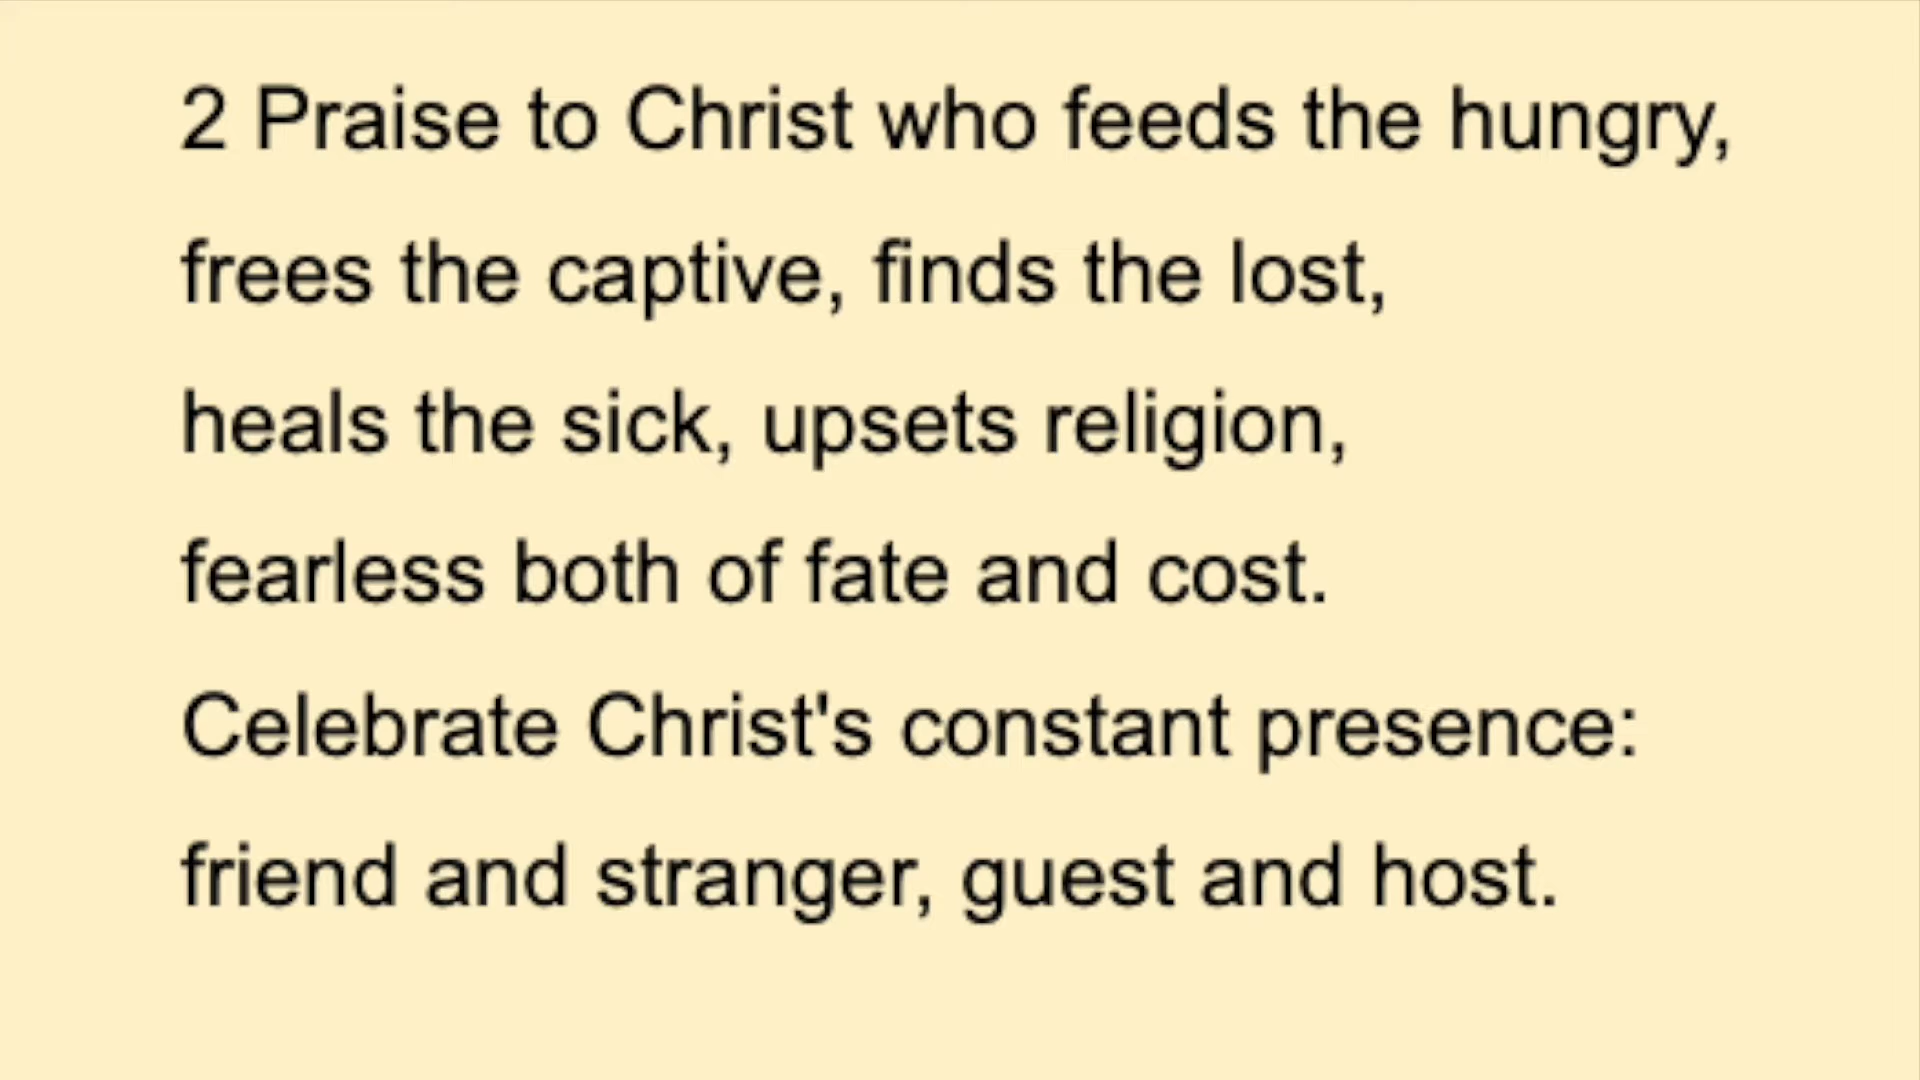 2 Praise to Christ who feeds the hungry,
frees the captive, finds the lost,
heals the sick, upsets religion,
fearless both of fate and cost.
Celebrate Christ's constant presence:
friend and stranger, guest and host.